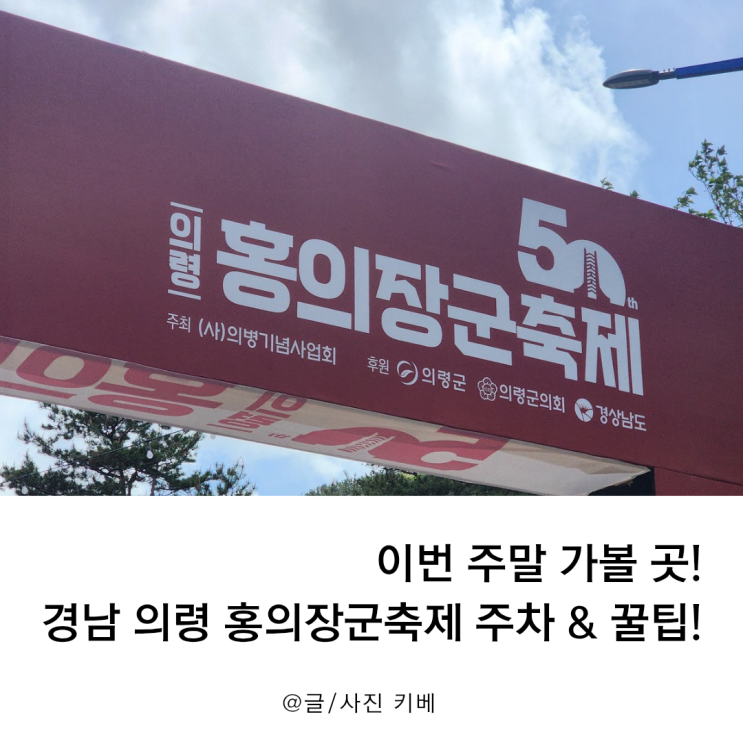 50th
의령
홍의장군축제
주최 (사)의병기념사업회
후원 의령군 의령군의회 경상남도
이번 주말 가볼 곳!
경남 의령 홍의장군축제 주차 & 꿀팁!
@글/사진 키베